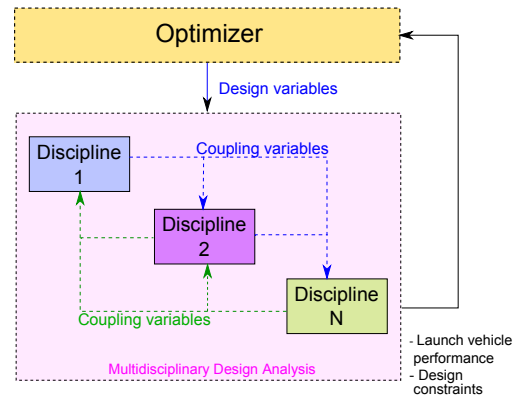 Optimizer
Design variables
Discipline
1
Coupling variables
Discipline
2
Discipline
N
Coupling variables
Multidisciplinary Design Analysis
- Launch vehicle
performance
- Design
constraints